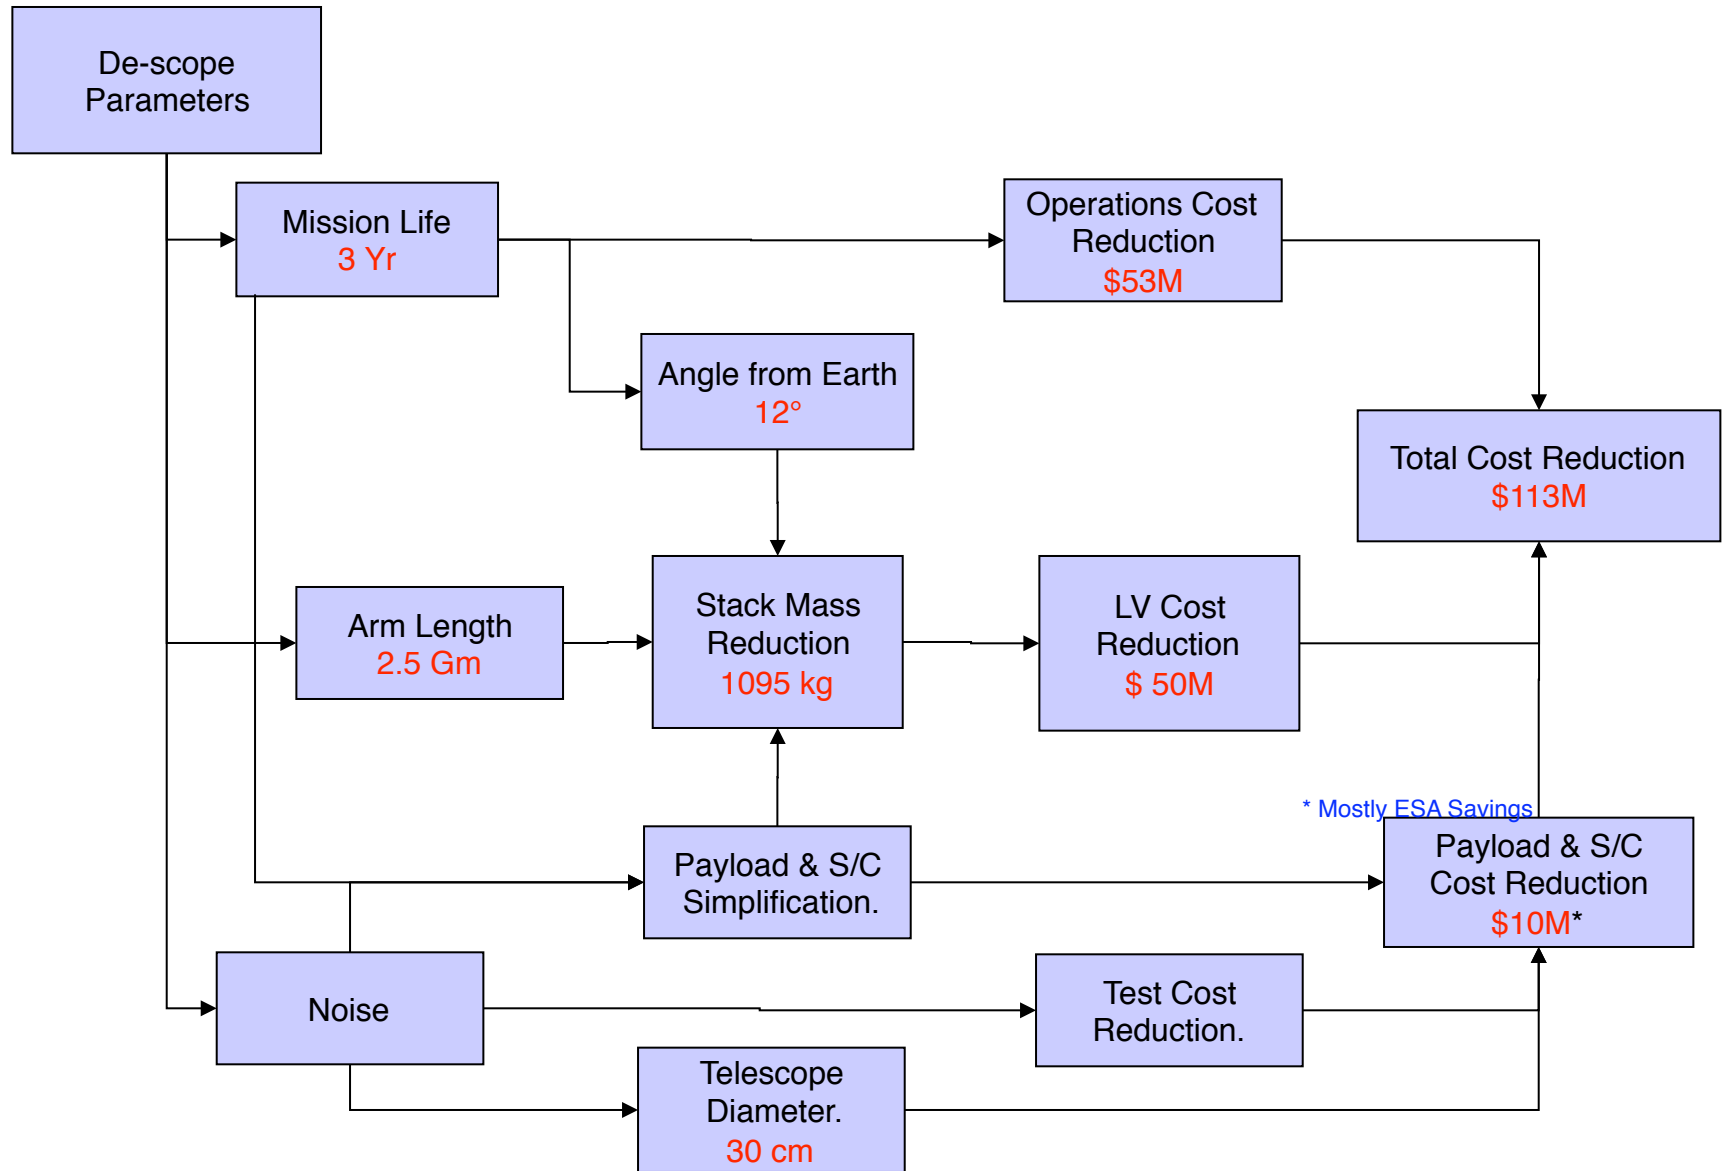 De-scope
Parameters
Mission Life
3 Yr
Operations Cost
Reduction
$53M
Angle from Earth
12°
Total Cost Reduction
$113M
Arm Length
2.5 Gm
Stack Mass
Reduction
1095 kg
LV Cost
Reduction
$ 50M
* Mostly ESA Savings
Payload & S/C
Simplification.
Payload & S/C
Cost Reduction
$10M*
Noise
Test Cost
Reduction.
Telescope
Diameter.
30 cm